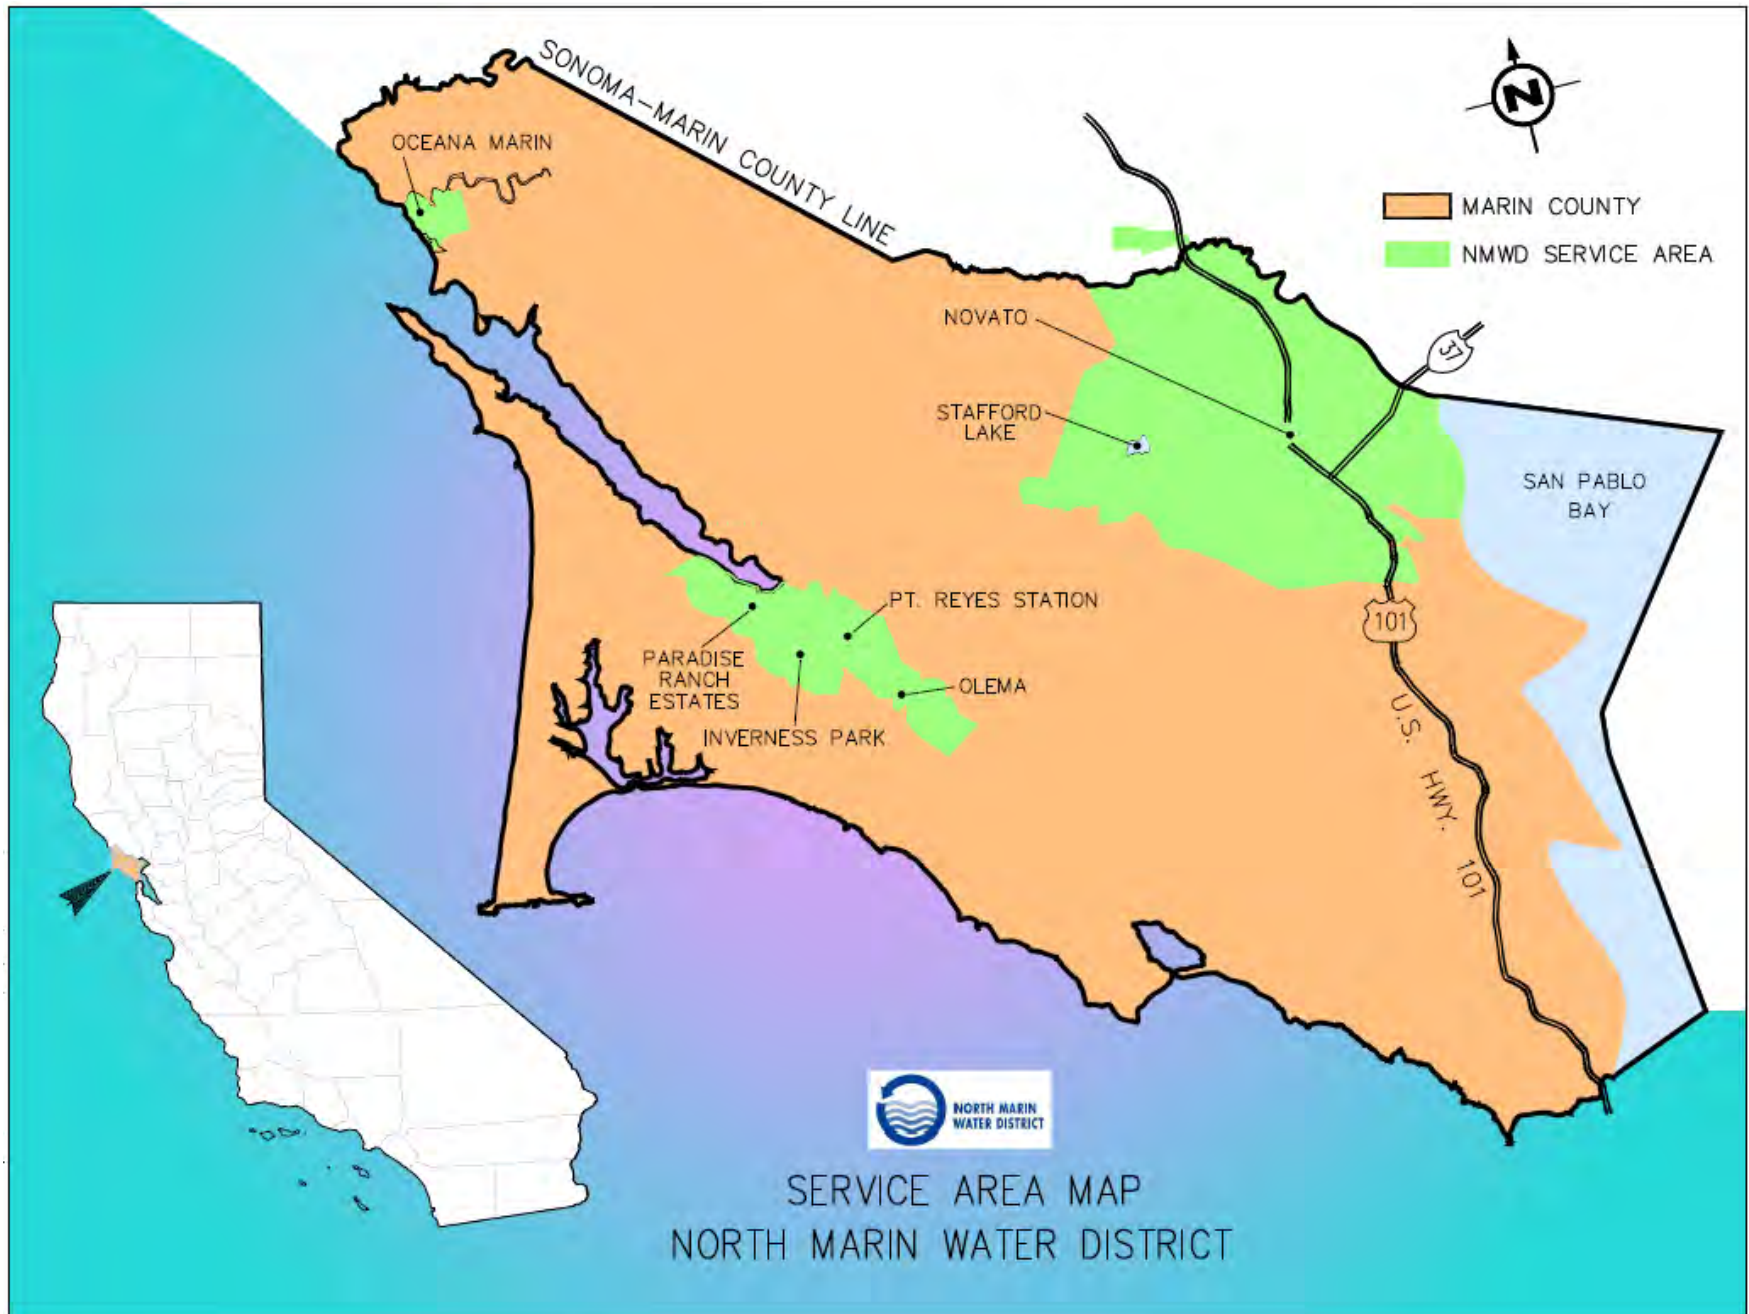 SONOMA-MARIN COUNTY LINE
N
OCEANA MARIN
MARIN COUNTY
NMWD SERVICE AREA
NOVATO
37
STAFFORD
LAKE
SAN PABLO
BAY
PT. REYES STATION
101
PARADISE
RANCH
ESTATES
OLEMA
INVERNESS PARK
U.S. HWY. 101
NORTH MARIN
WATER DISTRICT
SERVICE AREA MAP
NORTH MARIN WATER DISTRICT